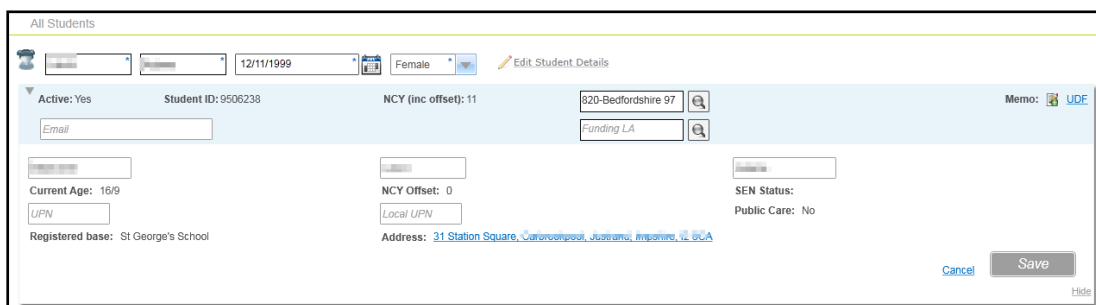 All Students
* * 12/11/1999 * Female * Edit Student Details
Active: Yes Student ID: 9506238 NCY (inc offset): 11 820-Bedfordshire 97 Memo: UDF
Email Funding LA
Current Age: 16/9 NCY Offset: 0 SEN Status:
UPN Local UPN Public Care: No
Registered base: St George's School Address: 31 Station Square,
Cancel Save
Hide